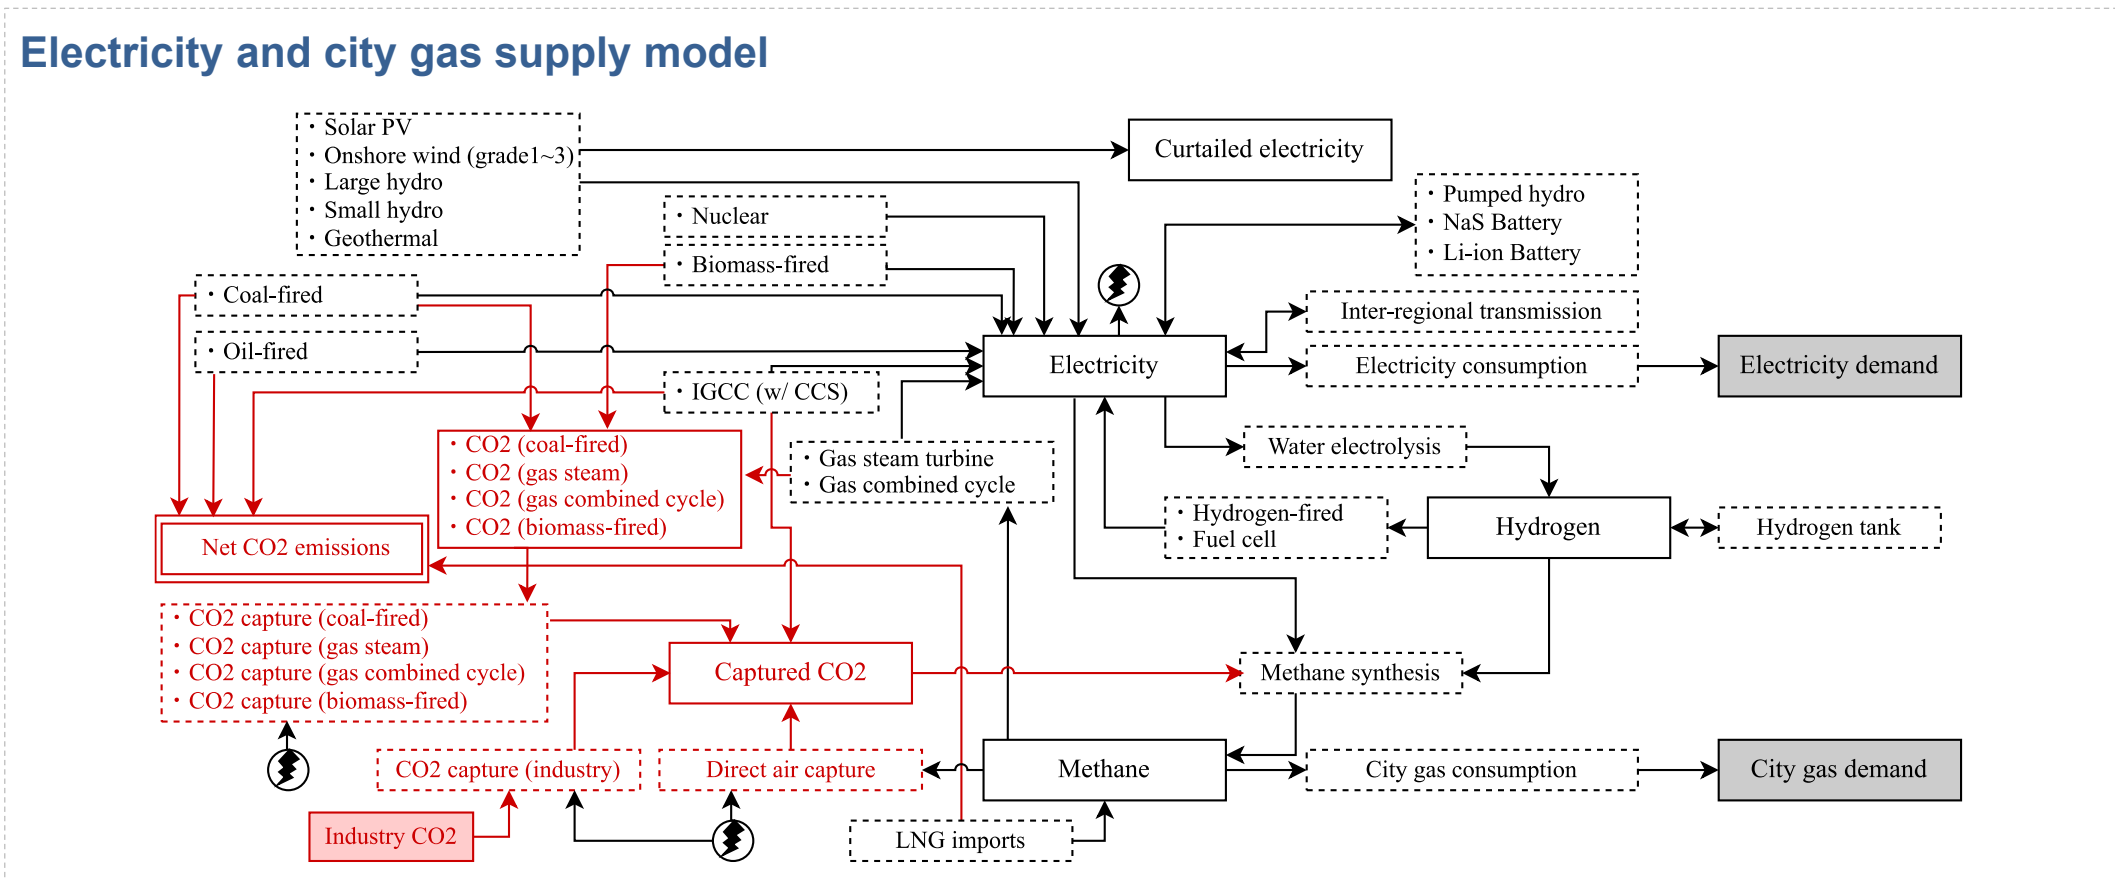 Electricity and city gas supply model
・Solar PV
・Onshore wind (grade1~3)
・Large hydro
・Small hydro
・Geothermal
Curtailed electricity
・Nuclear
・Biomass-fired
・Pumped hydro
・NaS Battery
・Li-ion Battery
・Coal-fired
・Oil-fired
Inter-regional transmission
Electricity
Electricity consumption
Electricity demand
・IGCC (w/ CCS)
・CO2 (coal-fired)
・CO2 (gas steam)
・CO2 (gas combined cycle)
・CO2 (biomass-fired)
・Gas steam turbine
・Gas combined cycle
Water electrolysis
・Hydrogen-fired
・Fuel cell
Hydrogen
Hydrogen tank
Net CO2 emissions
・CO2 capture (coal-fired)
・CO2 capture (gas steam)
・CO2 capture (gas combined cycle)
・CO2 capture (biomass-fired)
Captured CO2
Methane synthesis
CO2 capture (industry)
Direct air capture
Methane
City gas consumption
City gas demand
Industry CO2
LNG imports